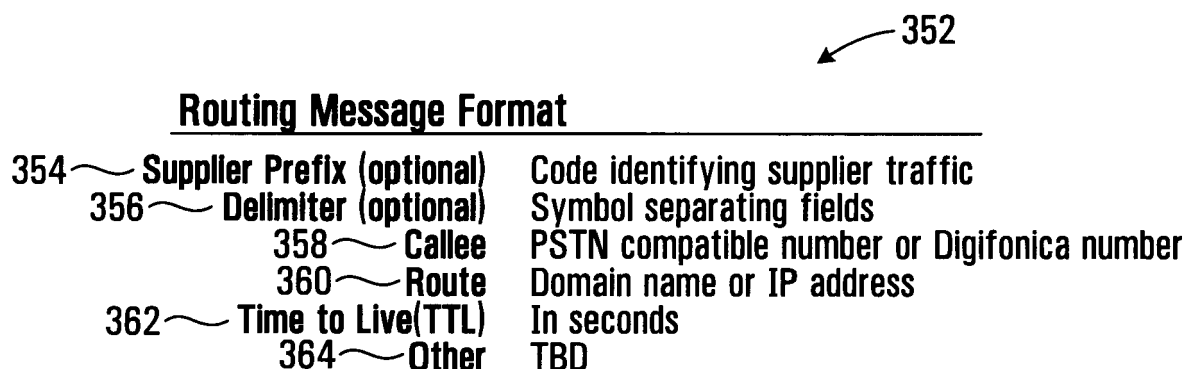 352
Routing Message Format
354 Supplier Prefix (optional) Code identifying supplier traffic
356 Delimiter (optional) Symbol separating fields
358 Callee PSTN compatible number or Digifonica number
360 Route Domain name or IP address
362 Time to Live(TTL) In seconds
364 Other TBD